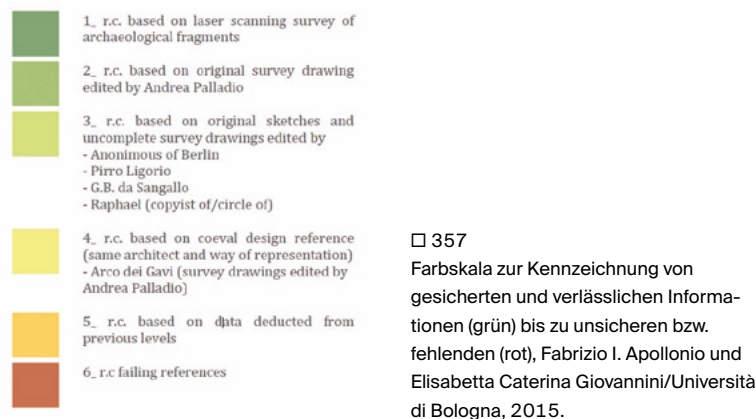 1_ r.c. based on laser scanning survey of
archaeological fragments
2_ r.c. based on original survey drawing
edited by Andrea Palladio
3_ r.c. based on original sketches and
uncomplete survey drawings edited by
- Anonimous of Berlin
- Pirro Ligorio
- G.B. da Sangallo
- Raphael (copyist of/circle of)
4_ r.c. based on coeval design reference
(same architect and way of representation)
- Arco dei Gavi (survey drawings edited by
Andrea Palladio)
5_ r.c. based on data deducted from
previous levels
6_ r.c failing references
□ 357
Farbskala zur Kennzeichnung von
gesicherten und verlässlichen Informa-
tionen (grün) bis zu unsicheren bzw.
fehlenden (rot), Fabrizio I. Apollonio und
Elisabetta Caterina Giovannini/Università
di Bologna, 2015.